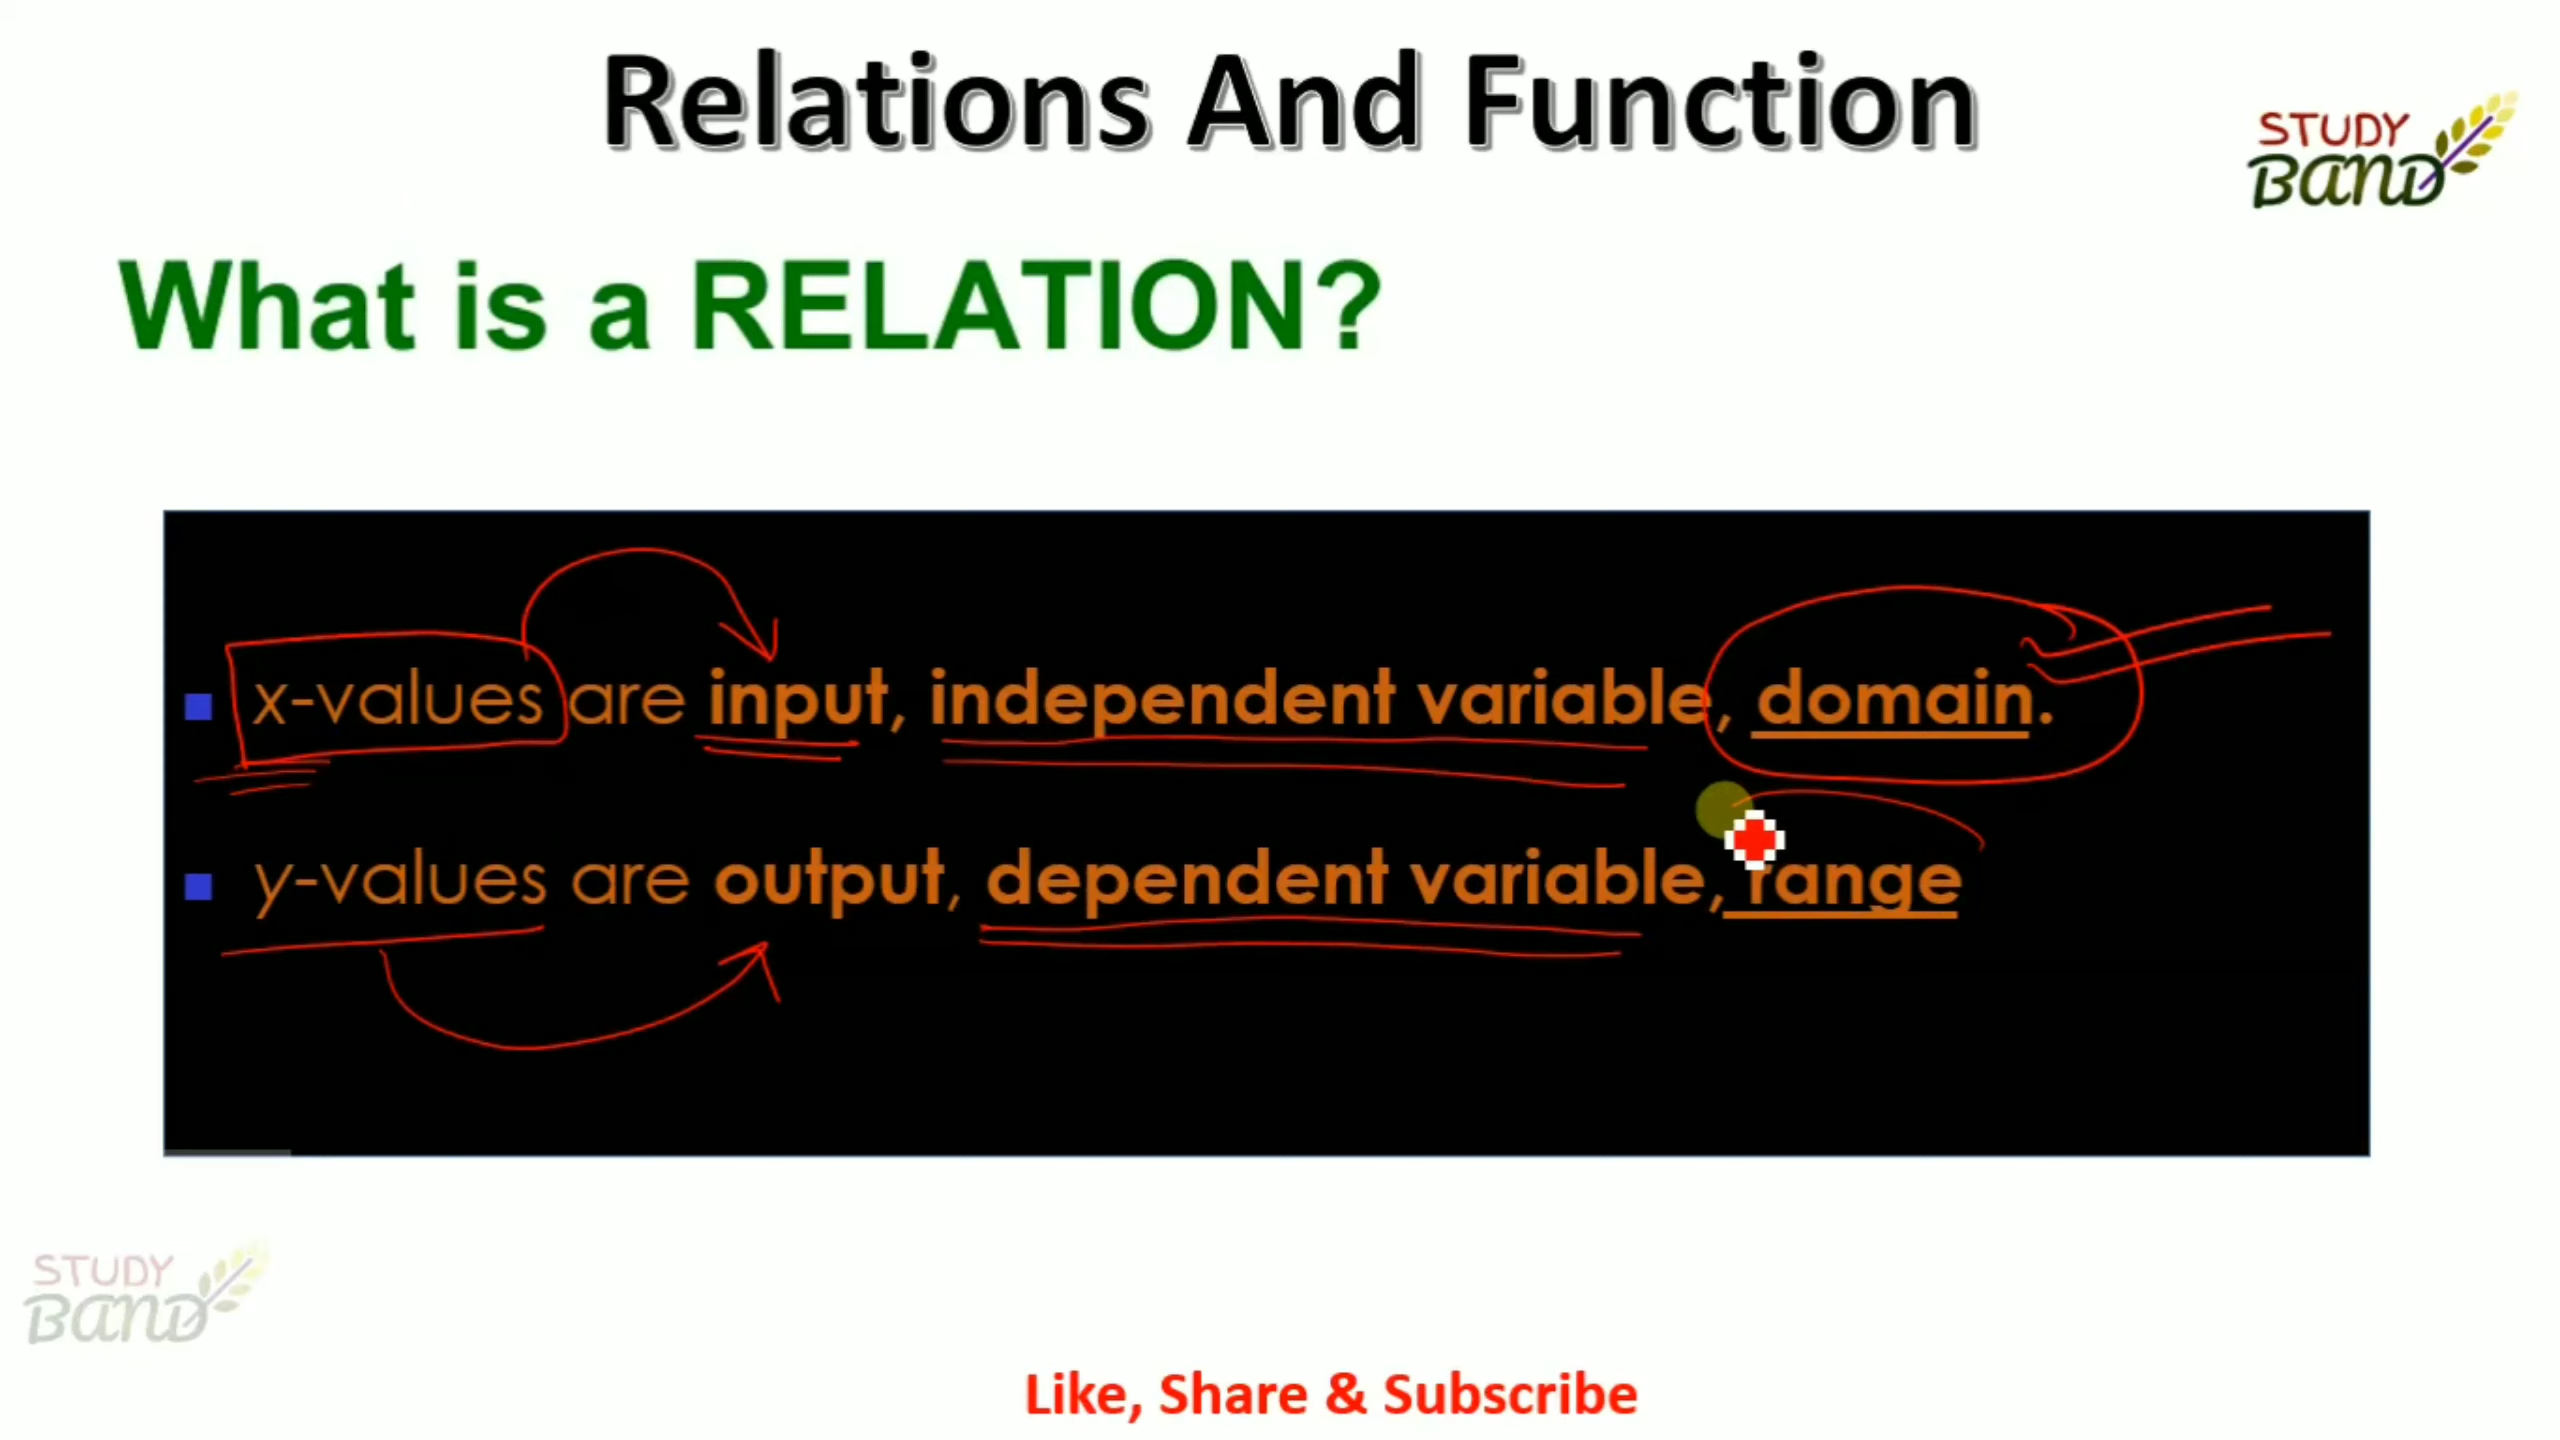 Relations And Function
STUDY
BAND
What is a RELATION?
x-values are input, independent variable, domain.
y-values are output, dependent variable, range
STUDY
BAND
Like, Share & Subscribe